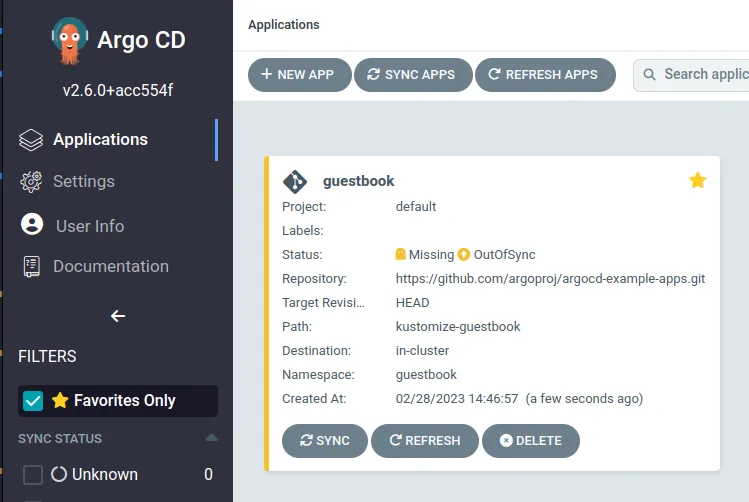 Argo CD
v2.6.0+acc554f
Applications
Settings
User Info
Documentation
FILTERS
Favorites Only
SYNC STATUS
Unknown 0
Applications
NEW APP SYNC APPS REFRESH APPS Search applic
guestbook
Project: default
Labels:
Status: Missing OutOfSync
Repository: https://github.com/argoproj/argocd-example-apps.git
Target Revisi... HEAD
Path: kustomize-guestbook
Destination: in-cluster
Namespace: guestbook
Created At: 02/28/2023 14:46:57 (a few seconds ago)
SYNC REFRESH DELETE